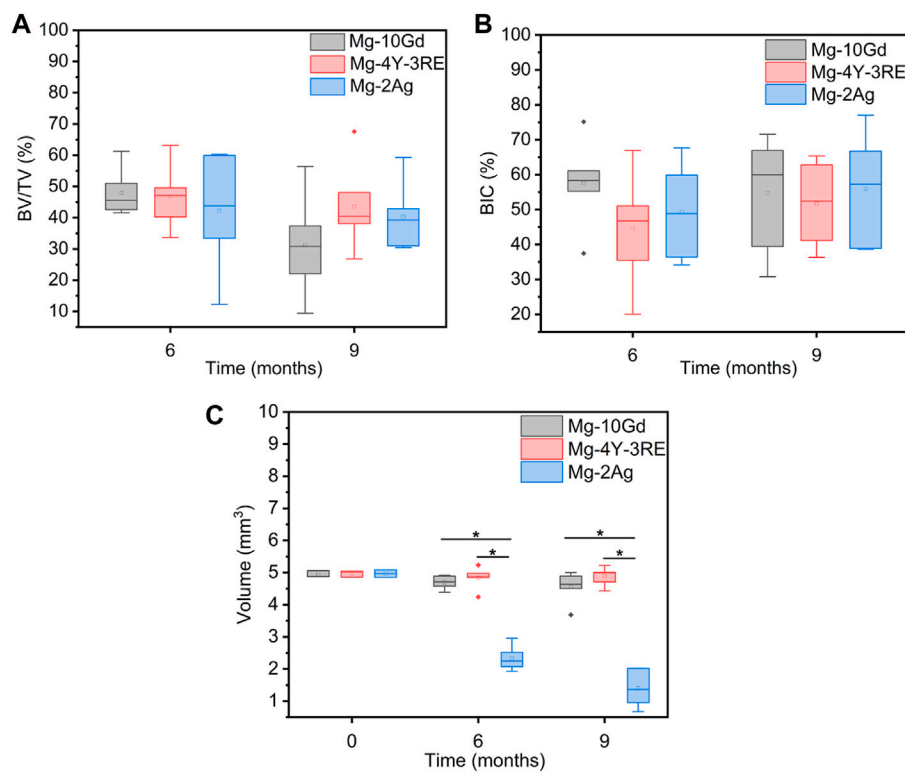 A
BV/TV (%)
100
90
80
70
60
50
40
30
20
10
Mg-10Gd
Mg-4Y-3RE
Mg-2Ag
6
9
Time (months)
B
BIC (%)
100
90
80
70
60
50
40
30
20
Mg-10Gd
Mg-4Y-3RE
Mg-2Ag
6
9
Time (months)
C
Volume (mm³)
10
9
8
7
6
5
4
3
2
1
Mg-10Gd
Mg-4Y-3RE
Mg-2Ag
*
*
*
*
0
6
9
Time (months)